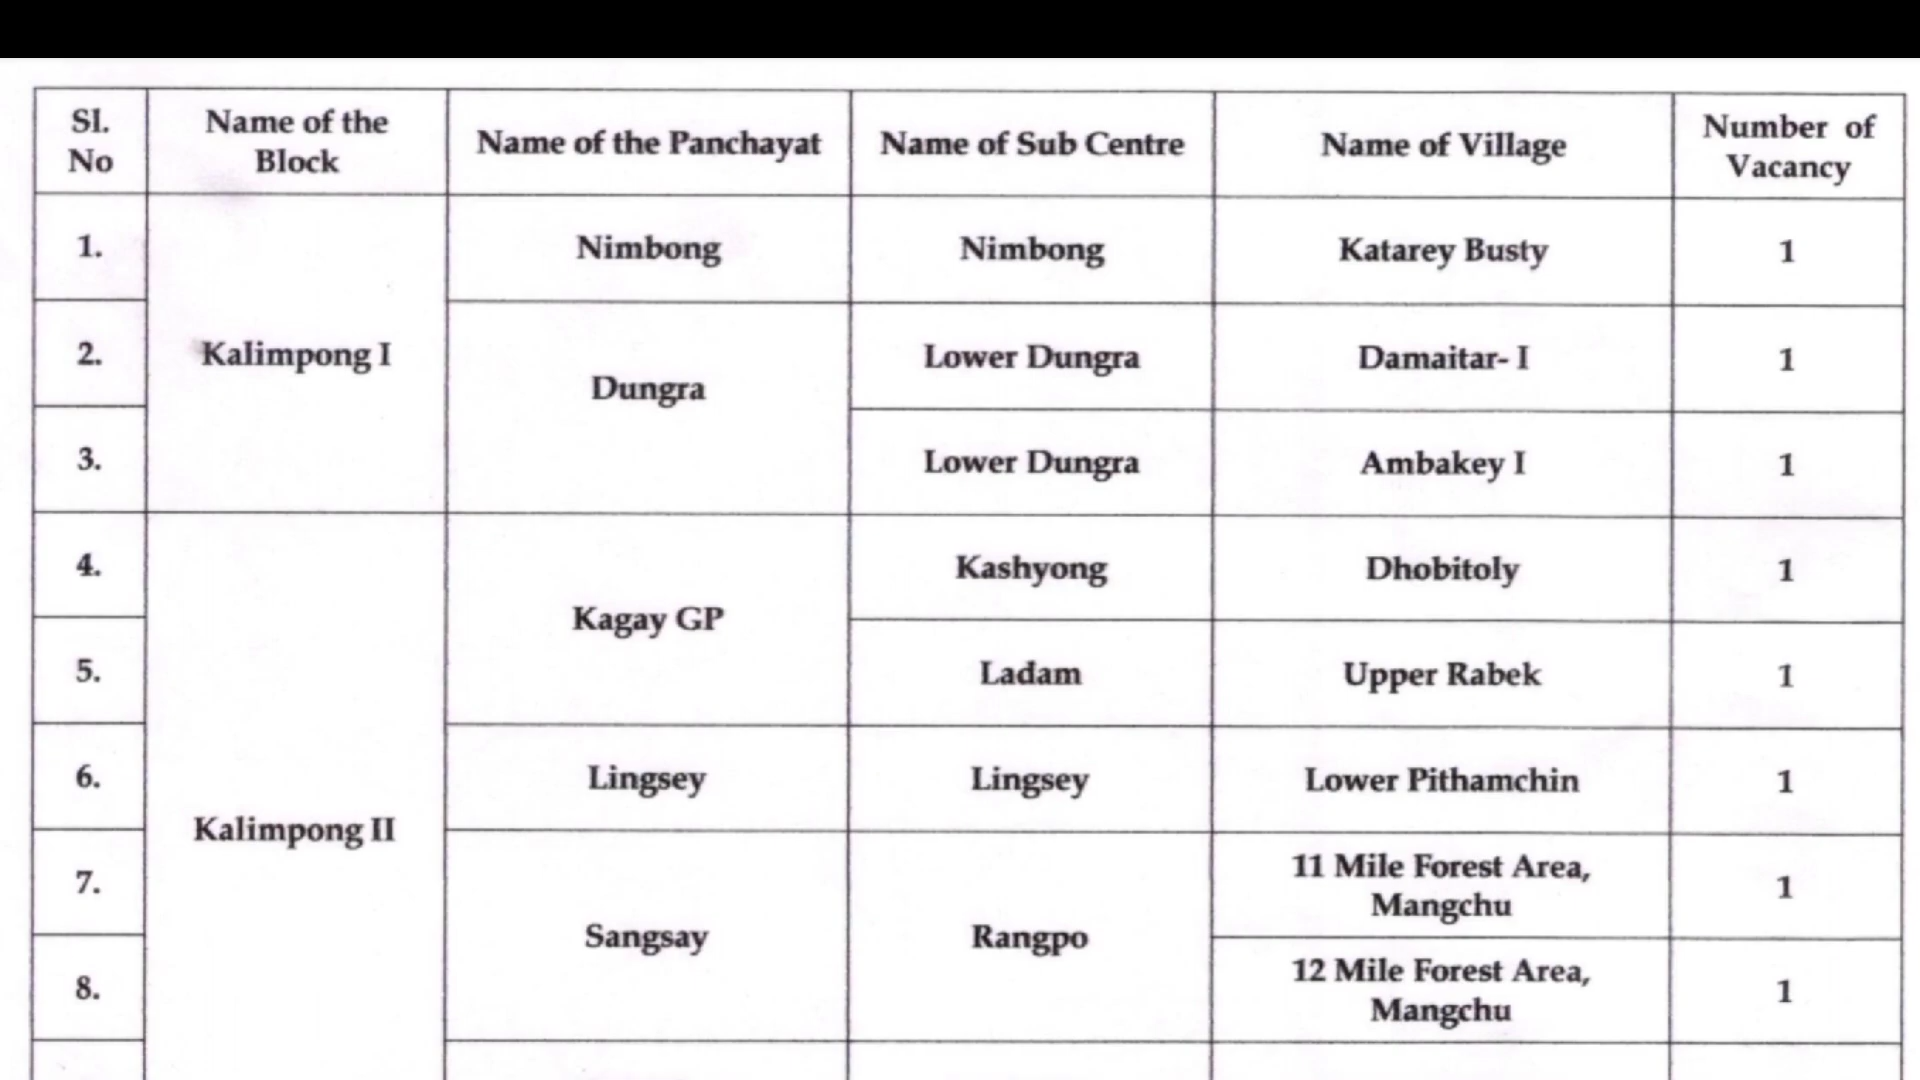 Sl. No | Name of the Block | Name of the Panchayat | Name of Sub Centre | Name of Village | Number of Vacancy
1. | Kalimpong I | Nimbong | Nimbong | Katarey Busty | 1
2. | Dungra | Lower Dungra | Damaitar- I | 1
3. | Lower Dungra | Ambakey I | 1
4. | Kalimpong II | Kagay GP | Kashyong | Dhobitoly | 1
5. | Ladam | Upper Rabek | 1
6. | Lingsey | Lingsey | Lower Pithamchin | 1
7. | Sangsay | Rangpo | 11 Mile Forest Area, Mangchu | 1
8. | 12 Mile Forest Area, Mangchu | 1